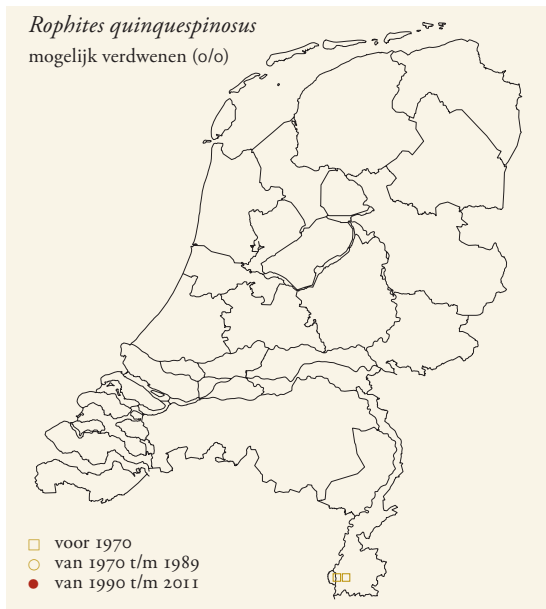 Rophites quinquespinosus
mogelijk verdwenen (0/0)
voor 1970
van 1970 t/m 1989
van 1990 t/m 2011